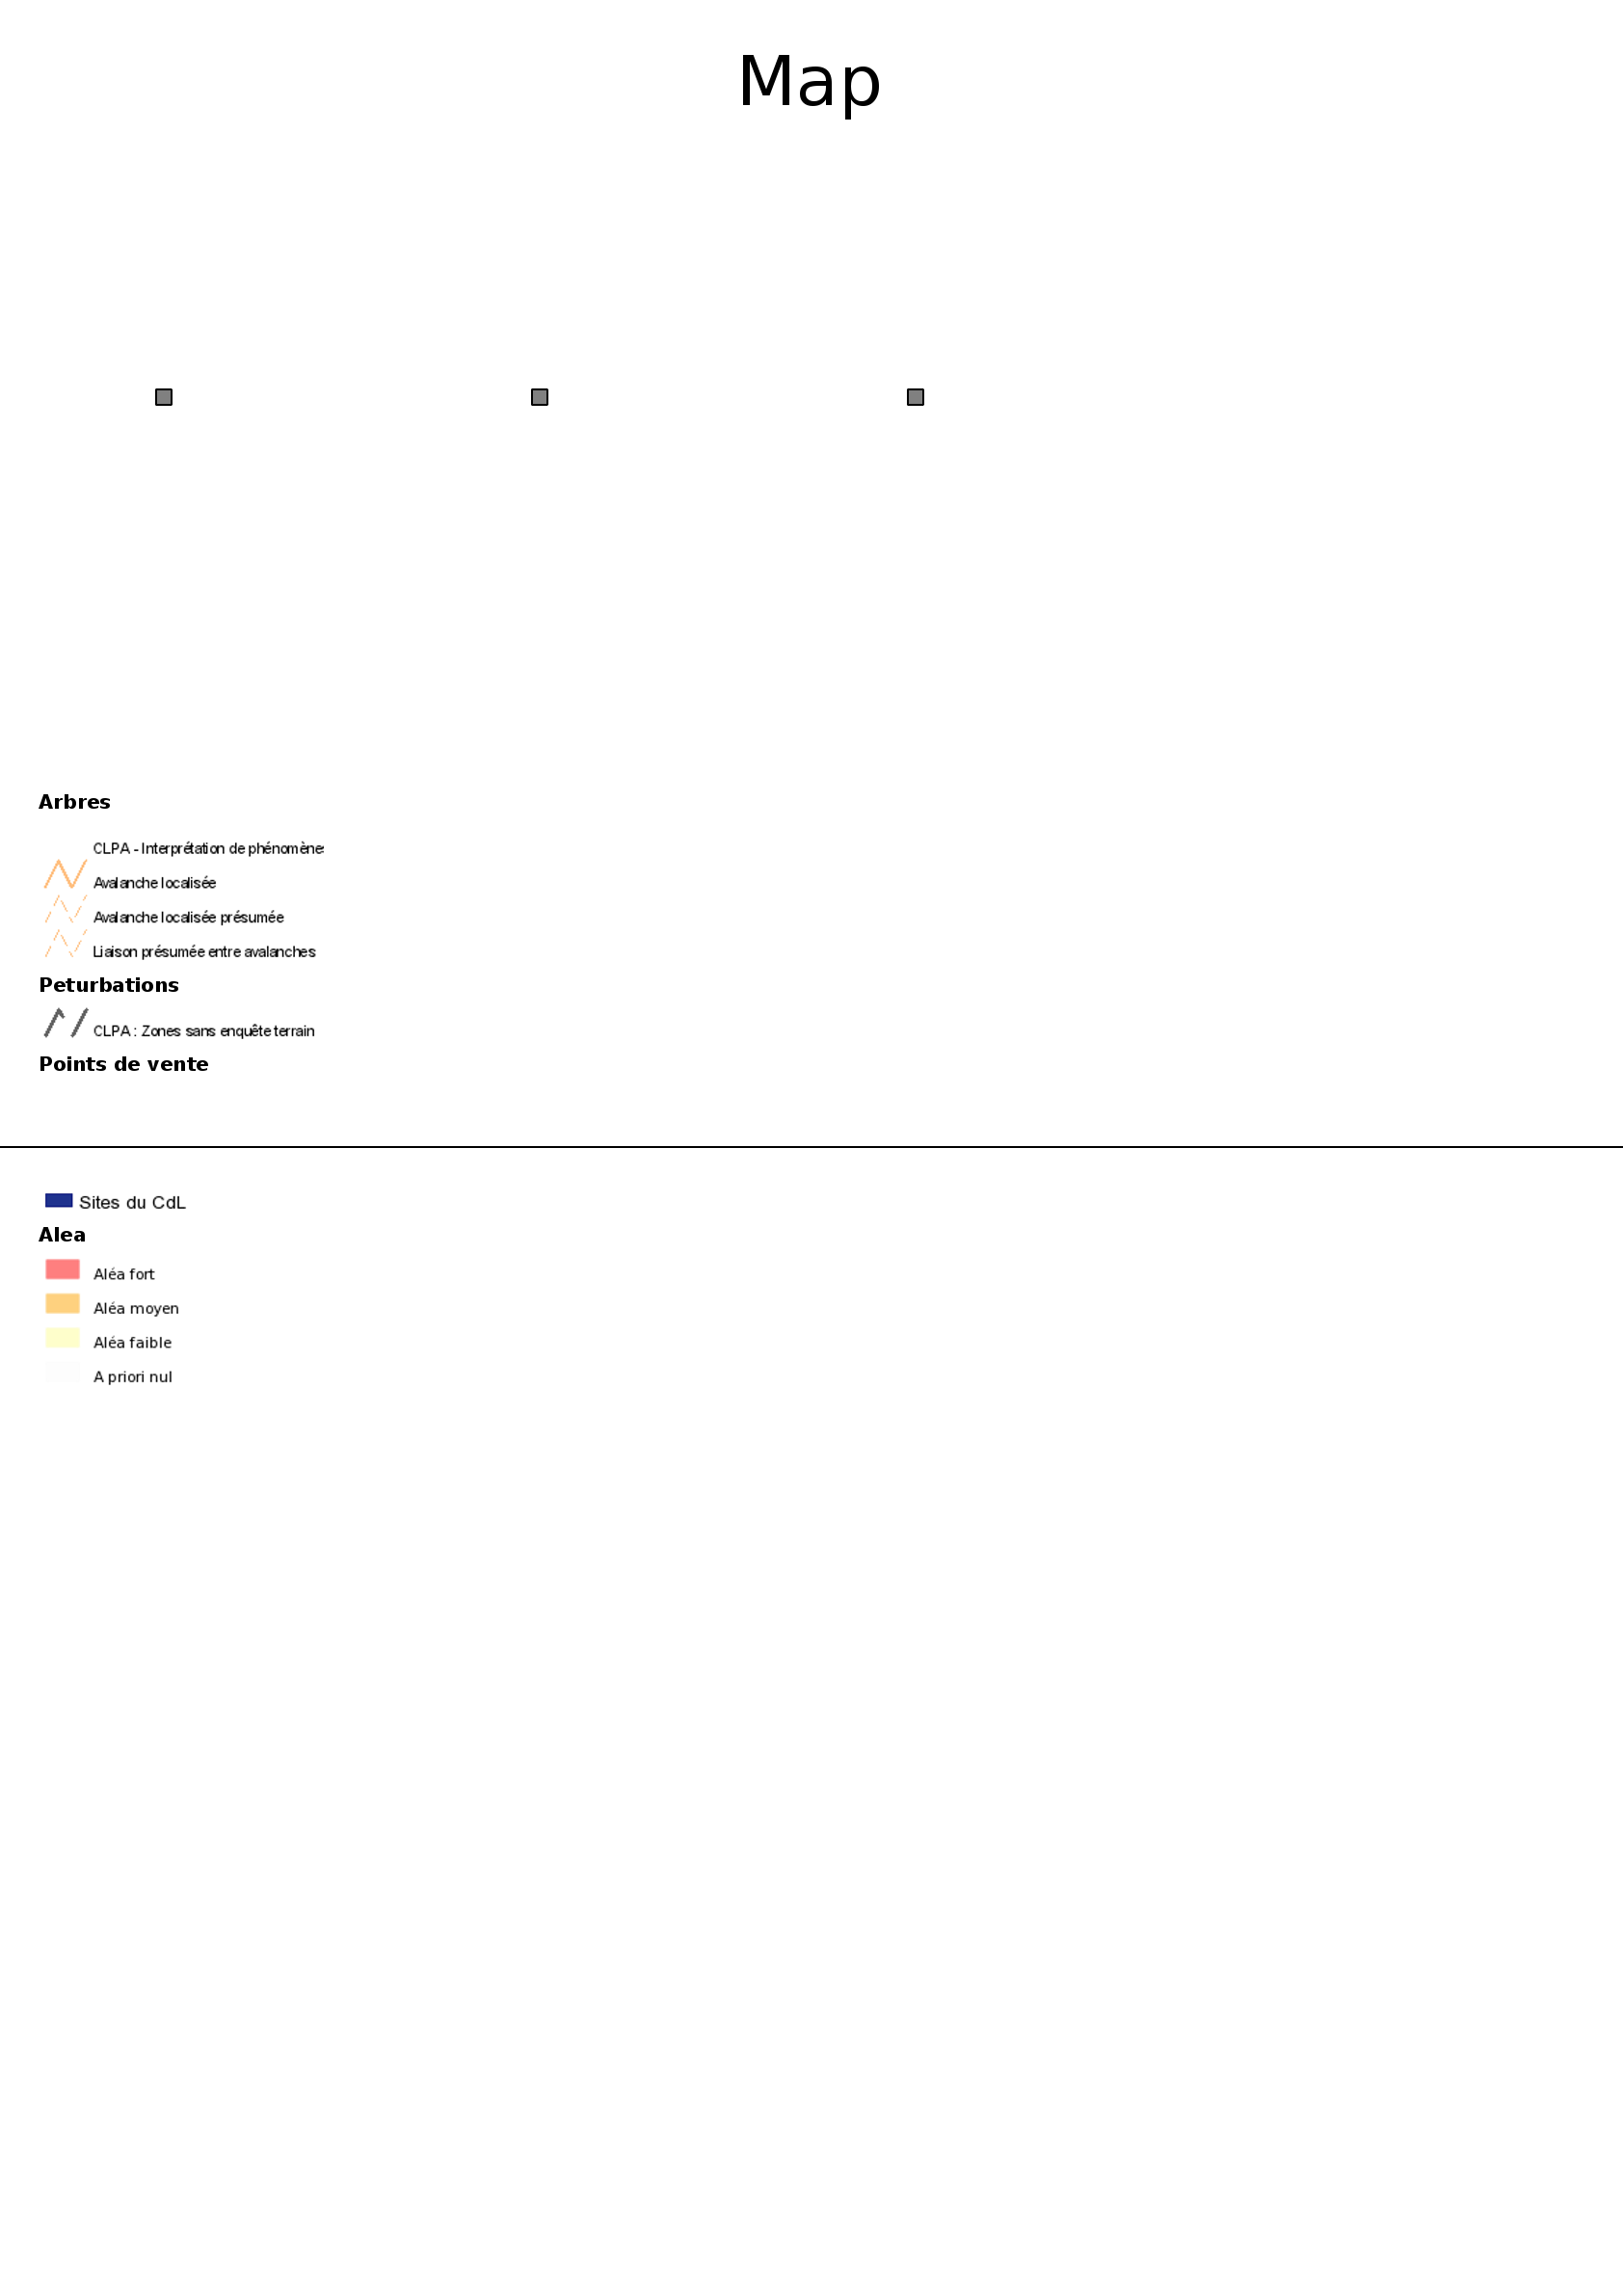 Map
Arbres
CLPA - Interprétation de phénomène
Avalanche localisée
Avalanche localisée présumée
Liaison présumée entre avalanches
Peturbations
CLPA : Zones sans enquête terrain
Points de vente
Sites du CdL
Alea
Aléa fort
Aléa moyen
Aléa faible
A priori nul